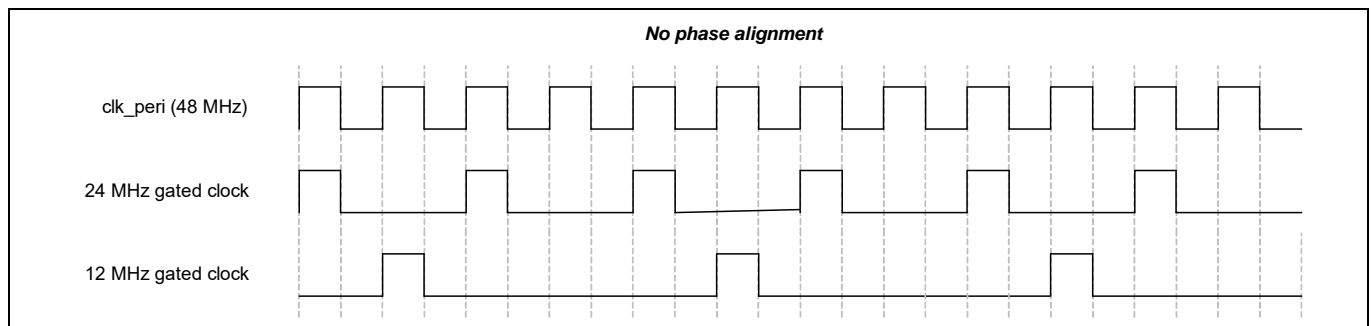 No phase alignment
clk_peri (48 MHz)
24 MHz gated clock
12 MHz gated clock